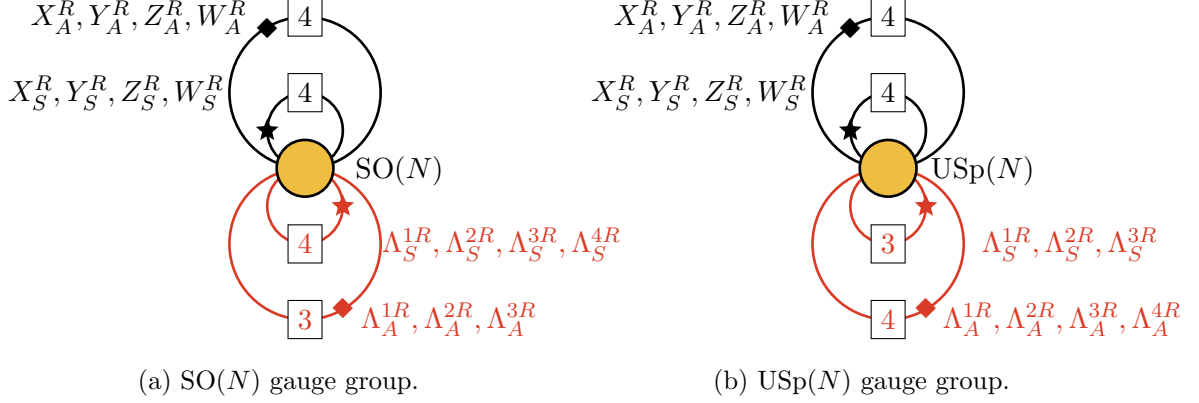 X_A^R, Y_A^R, Z_A^R, W_A^R
4
X_S^R, Y_S^R, Z_S^R, W_S^R
4
SO(N)
4
Λ_S^{1R}, Λ_S^{2R}, Λ_S^{3R}, Λ_S^{4R}
3
Λ_A^{1R}, Λ_A^{2R}, Λ_A^{3R}
(a) SO(N) gauge group.
X_A^R, Y_A^R, Z_A^R, W_A^R
4
X_S^R, Y_S^R, Z_S^R, W_S^R
4
USp(N)
3
Λ_S^{1R}, Λ_S^{2R}, Λ_S^{3R}
4
Λ_A^{1R}, Λ_A^{2R}, Λ_A^{3R}, Λ_A^{4R}
(b) USp(N) gauge group.